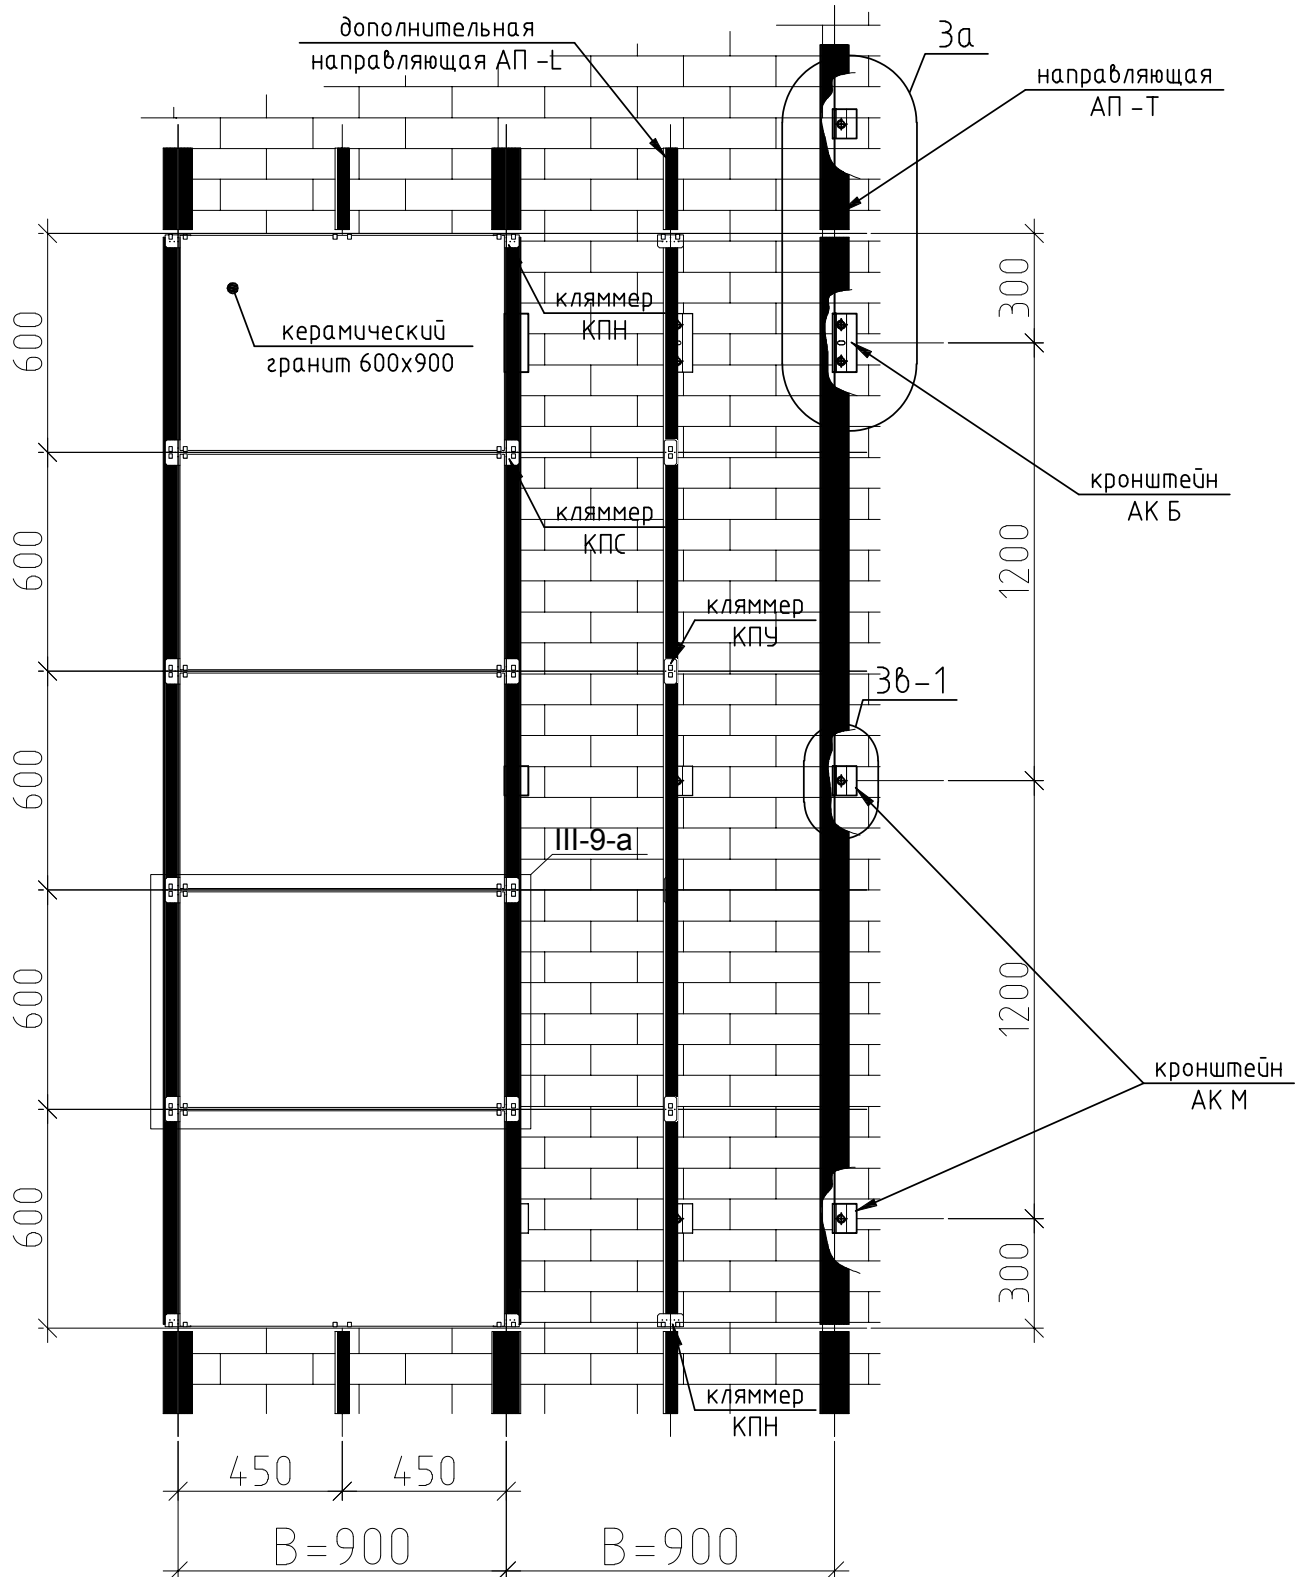 дополнительная
направляющая АП -L
3а
направляющая
АП -Т
кляммер
КПН
керамический
гранит 600х900
кронштейн
АК Б
кляммер
КПС
кляммер
КПУ
3в-1
III-9-а
кронштейн
АК М
кляммер
КПН
600
600
600
600
600
300
1200
1200
300
450
450
В=900
В=900